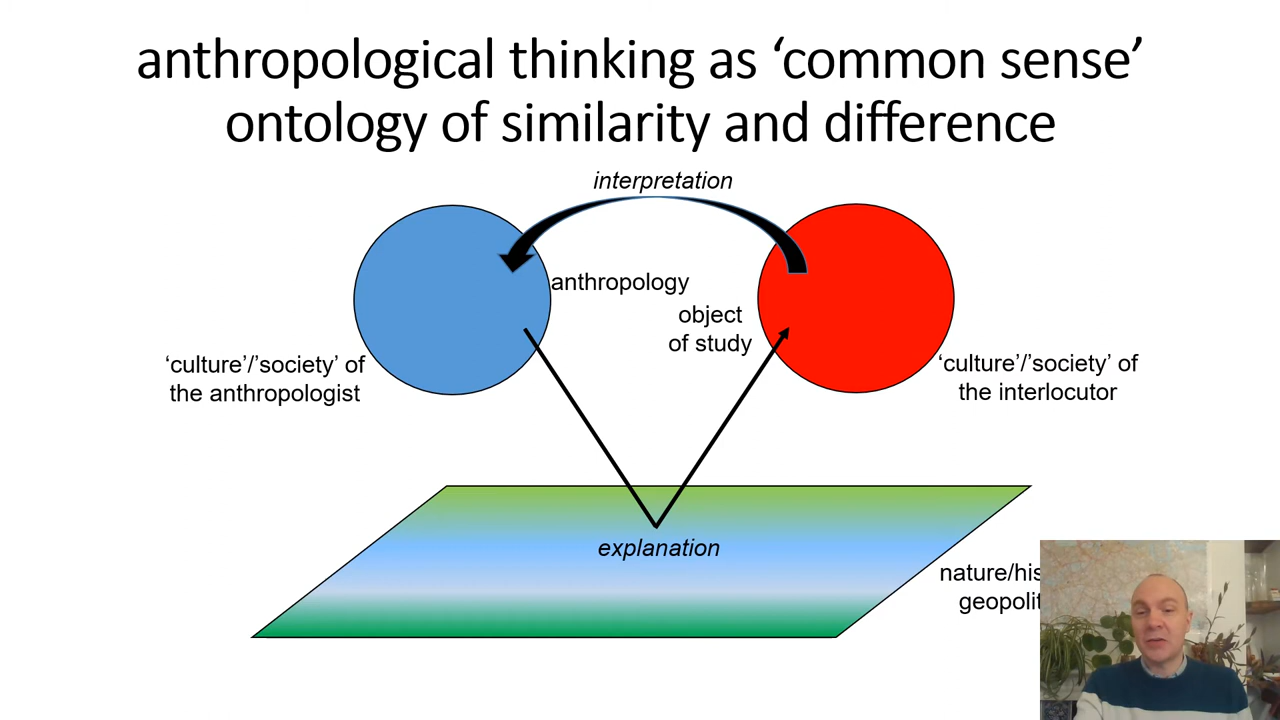 anthropological thinking as ‘common sense’
ontology of similarity and difference
interpretation
anthropology
object
of study
‘culture’/’society’ of
the anthropologist
‘culture’/’society’ of
the interlocutor
explanation